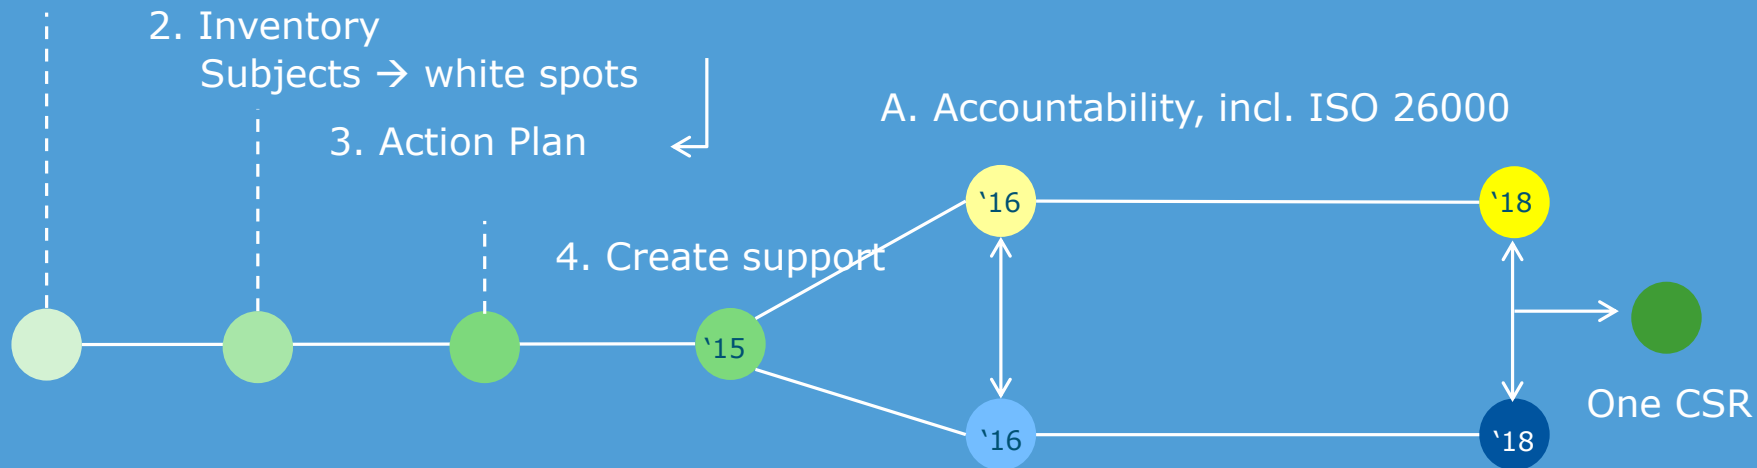 2. Inventory
Subjects → white spots
3. Action Plan
A. Accountability, incl. ISO 26000
4. Create support
‘15
‘16
‘18
‘16
‘18
One CSR